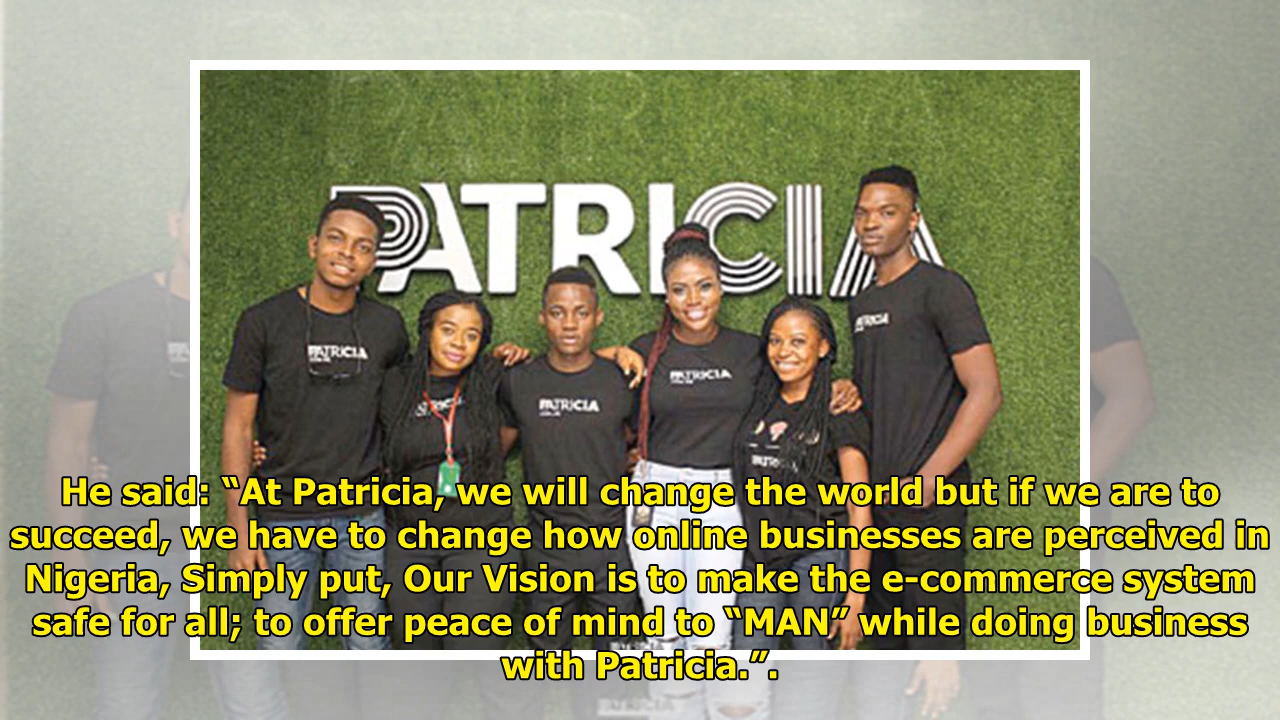 PATRICIA
PATRICIA
PATRICIA
PATRICIA
He said: “At Patricia, we will change the world but if we are to
succeed, we have to change how online businesses are perceived in
Nigeria, Simply put, Our Vision is to make the e-commerce system
safe for all; to offer peace of mind to “MAN” while doing business
with Patricia.”.